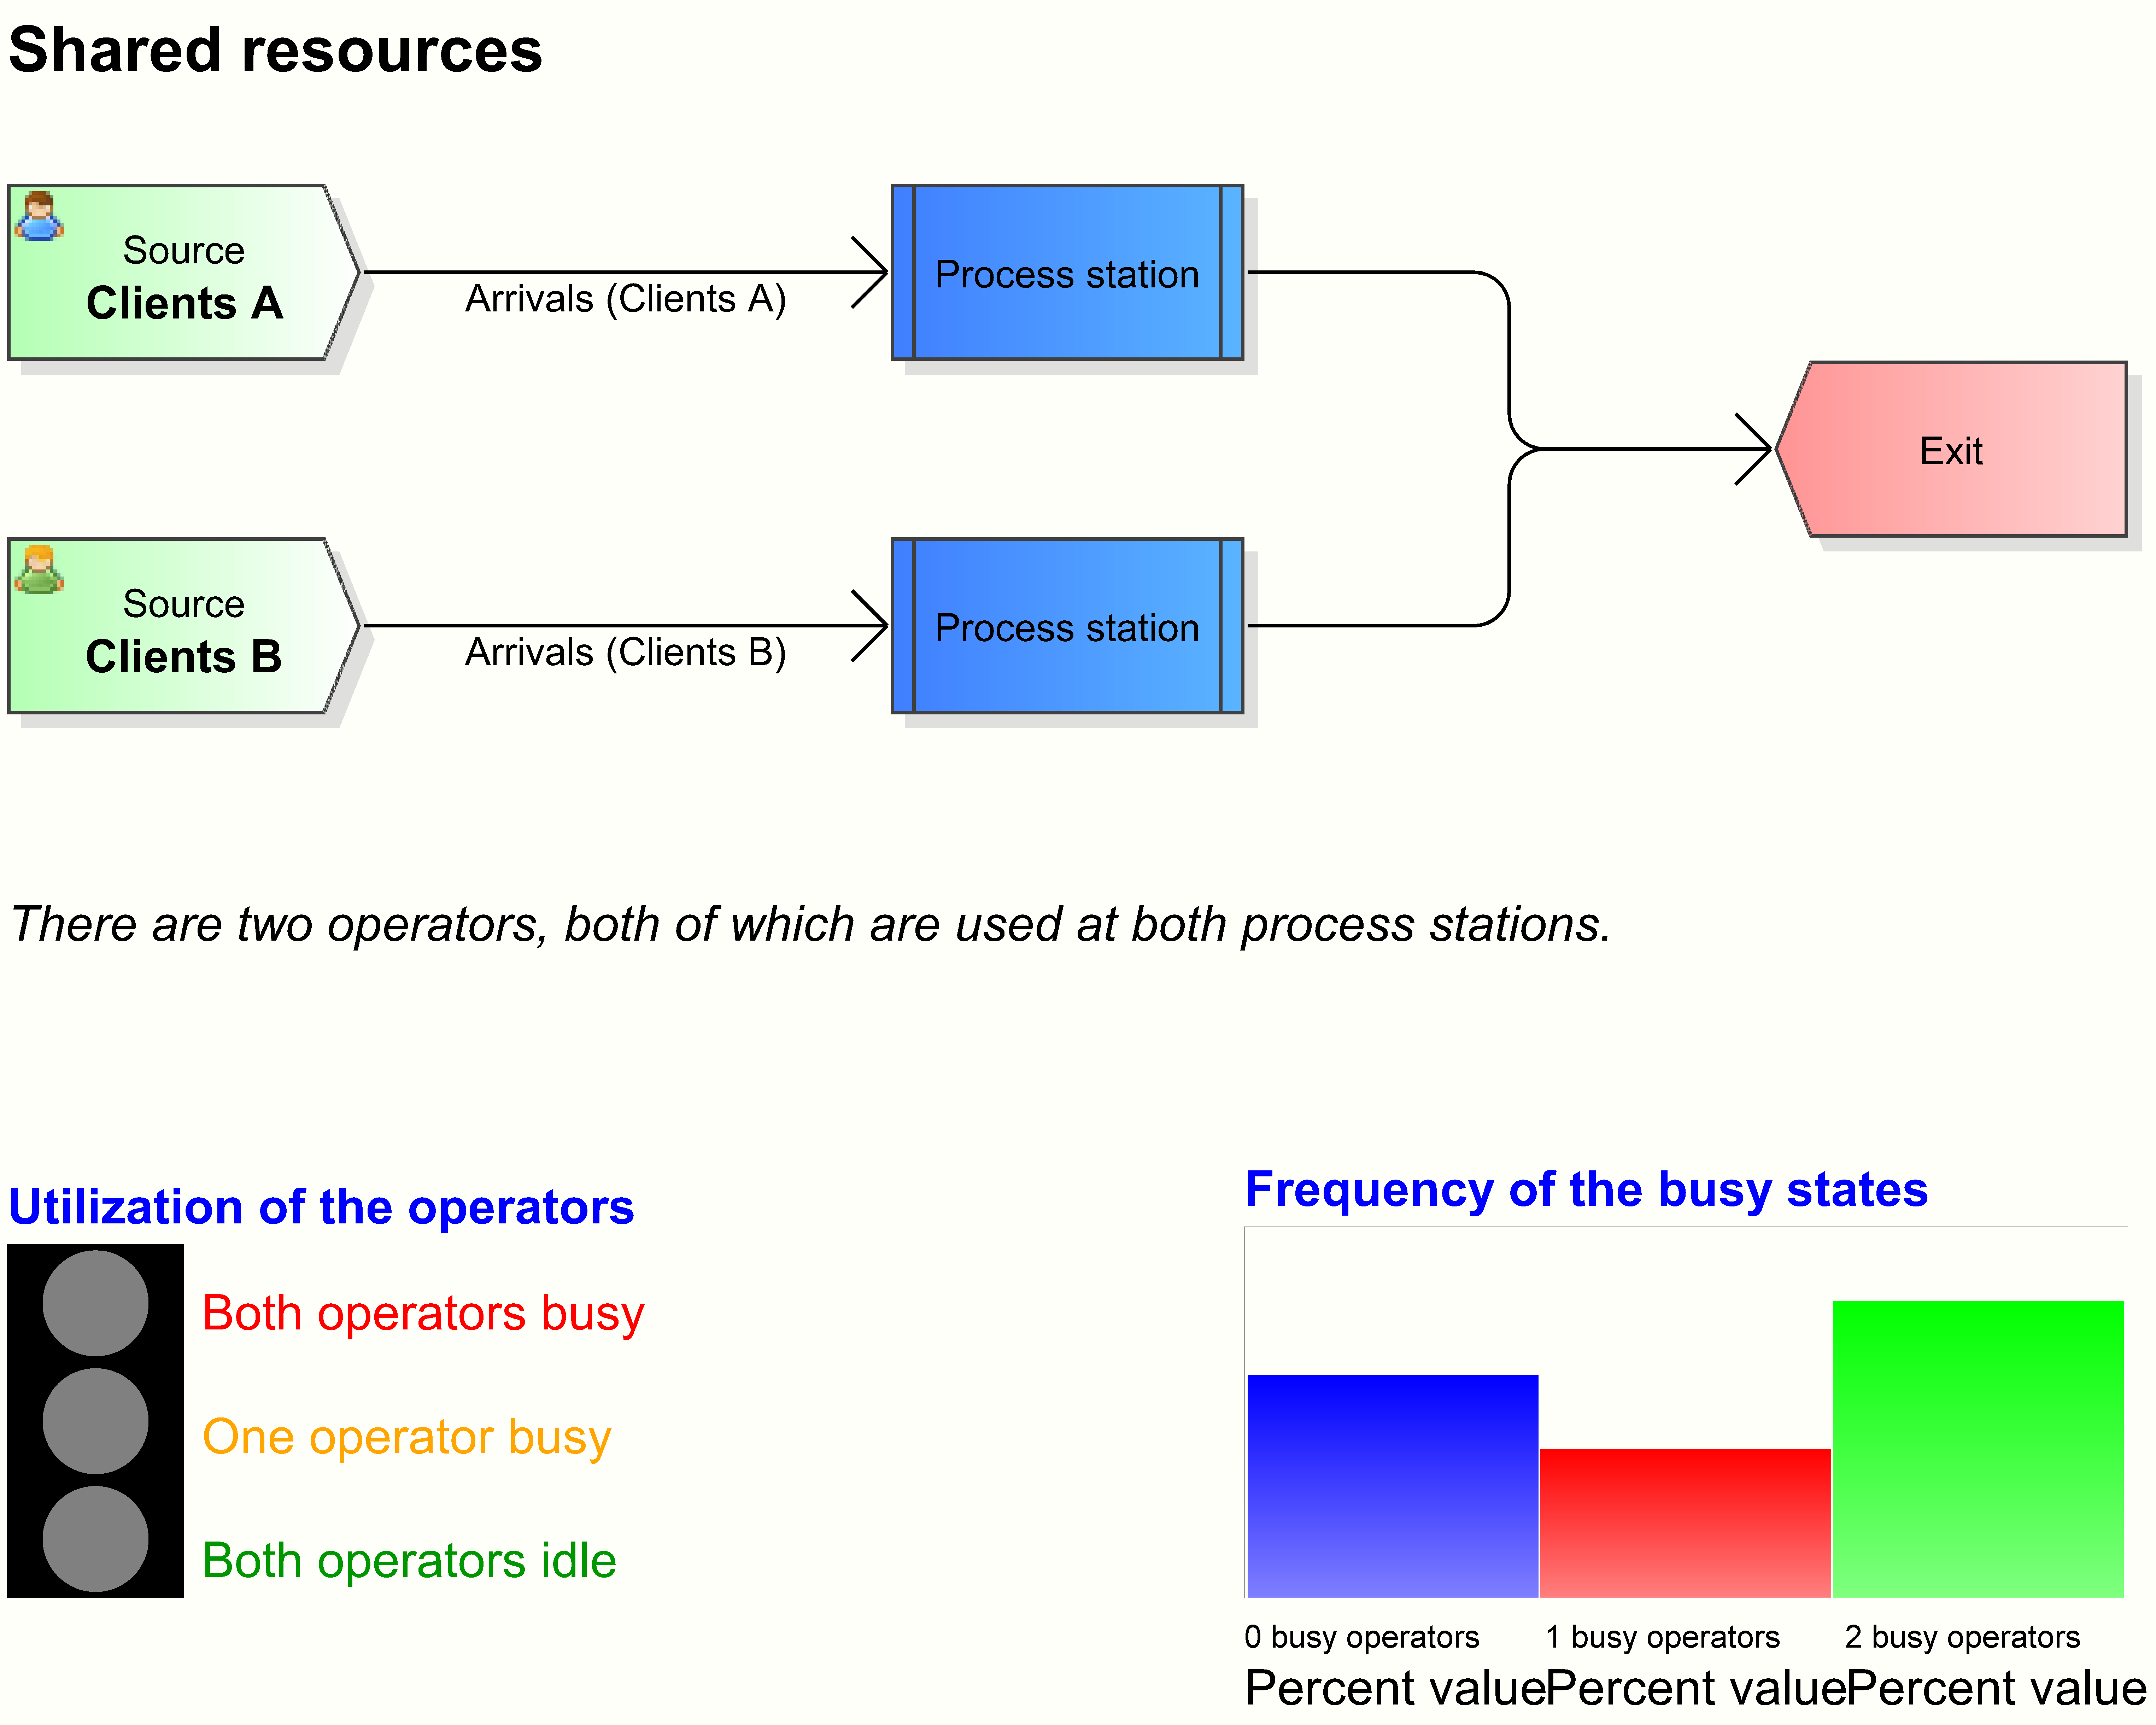 Shared resources
Source
Clients A
Arrivals (Clients A)
Process station
Exit
Source
Clients B
Arrivals (Clients B)
Process station
There are two operators, both of which are used at both process stations.
Utilization of the operators
Both operators busy
One operator busy
Both operators idle
Frequency of the busy states
0 busy operators 1 busy operators 2 busy operators
Percent value Percent value Percent value